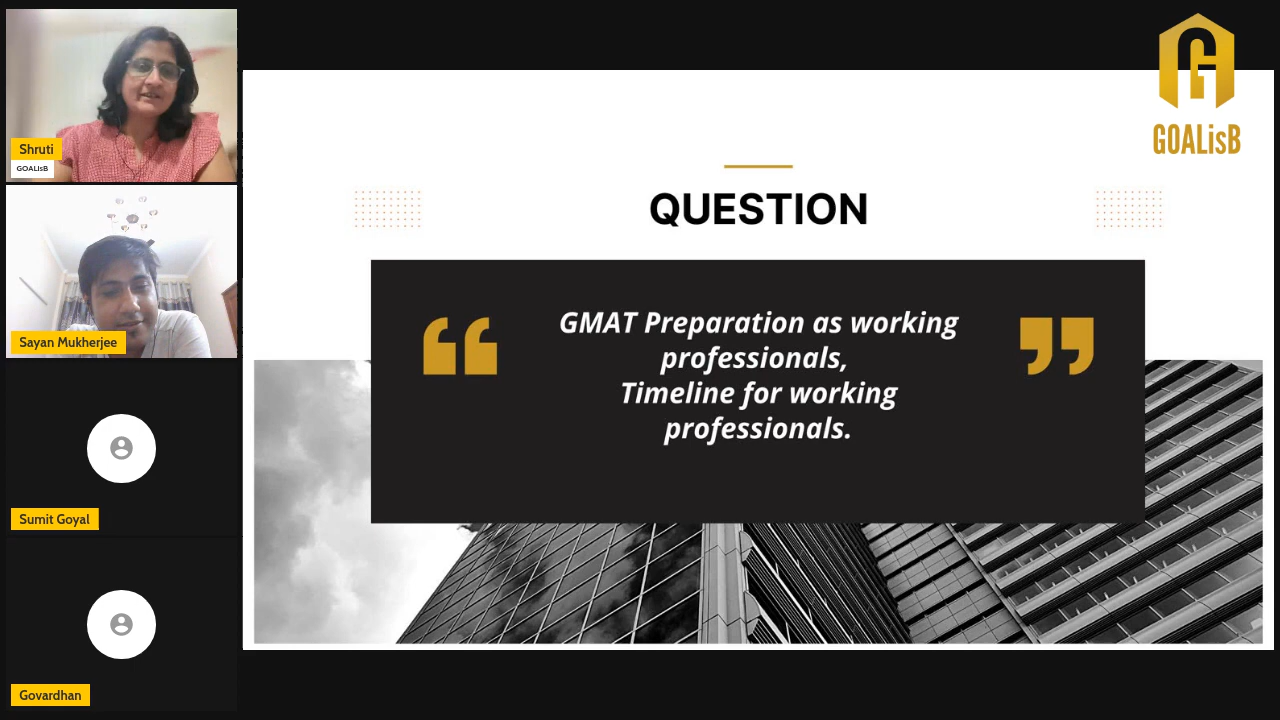 Shruti
GOALisB
Sayan Mukherjee
Sumit Goyal
Govardhan
GOALisB
QUESTION
GMAT Preparation as working
professionals,
Timeline for working
professionals.